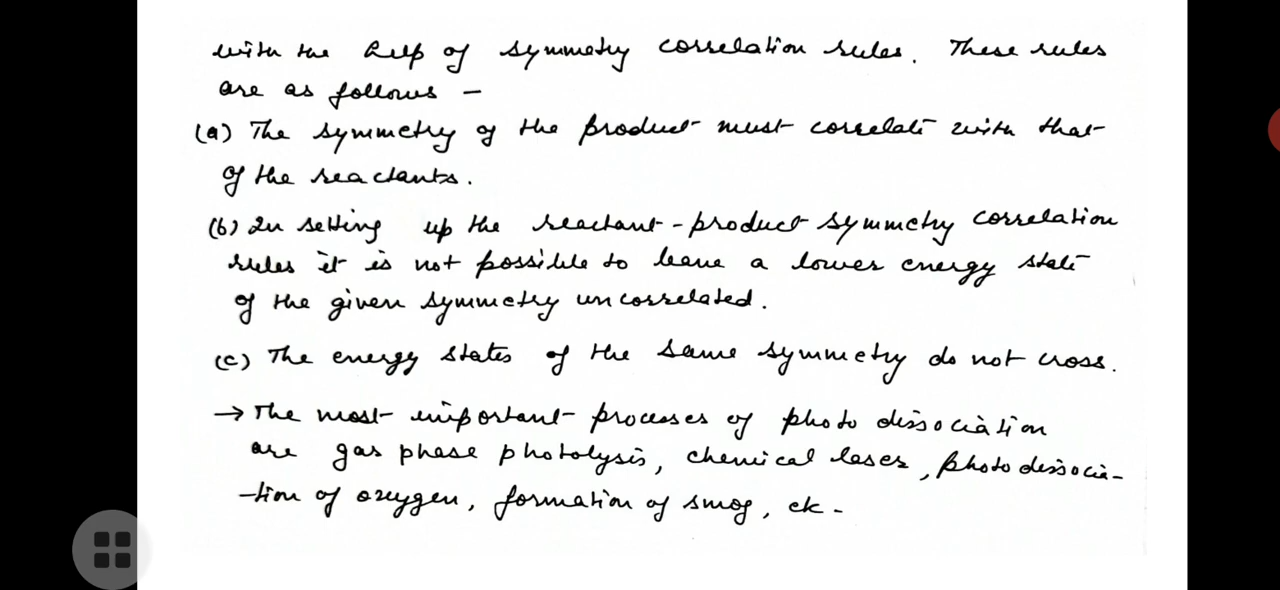 with the help of symmetry correlation rules. These rules
are as follows -
(a) The symmetry of the product must correlate with that
of the reactants.
(b) In setting up the reactant-product symmetry correlation
rules it is not possible to leave a lower energy state
of the given symmetry uncorrelated.
(c) The energy states of the same symmetry do not cross.
→ The most important processes of photo dissociation
are gas phase photolysis, chemical laser, photo dissocia-
-tion of oxygen, formation of smog, etc -